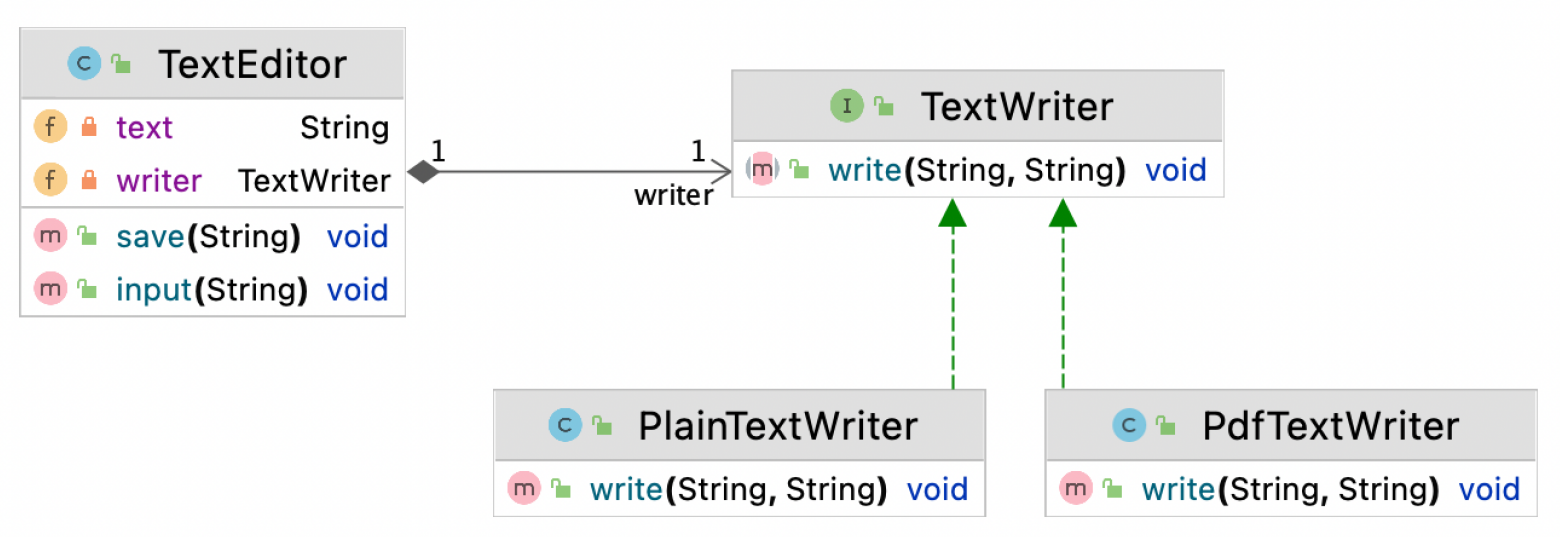 C TextEditor
f text String
f writer TextWriter
m save(String) void
m input(String) void
1 1
writer
I TextWriter
m write(String, String) void
C PlainTextWriter
m write(String, String) void
C PdfTextWriter
m write(String, String) void